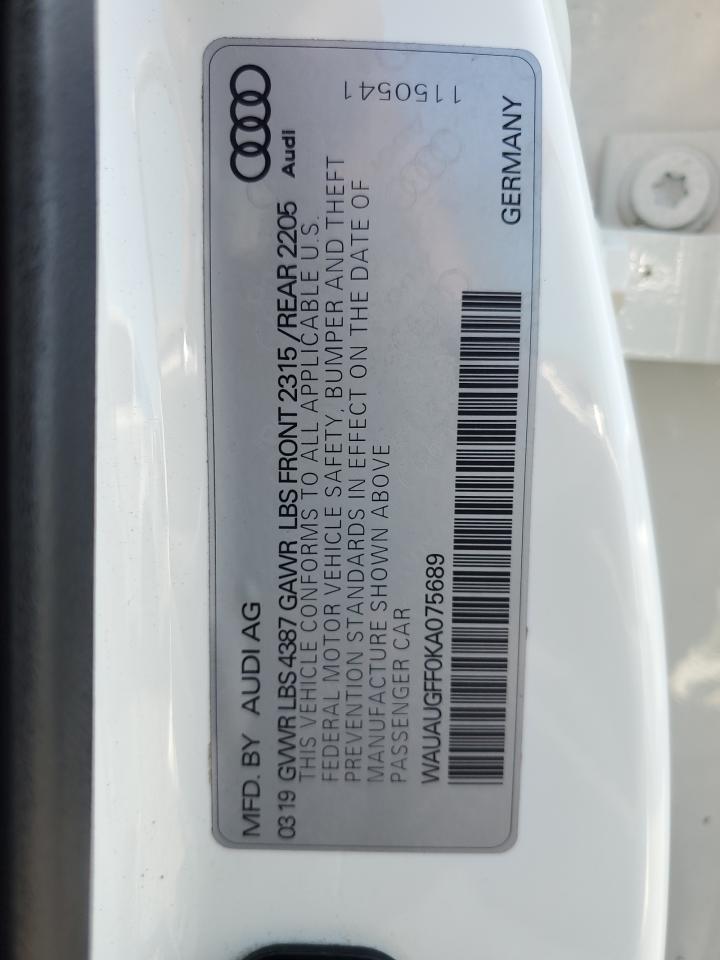 MFD. BY AUDI AG
Audi
03 19 GVWR LBS 4387 GAWR LBS FRONT 2315 /REAR 2205
THIS VEHICLE CONFORMS TO ALL APPLICABLE U.S.
FEDERAL MOTOR VEHICLE SAFETY, BUMPER AND THEFT
PREVENTION STANDARDS IN EFFECT ON THE DATE OF
MANUFACTURE SHOWN ABOVE
PASSENGER CAR
1150541
WAUAUGFF0KA075689
GERMANY